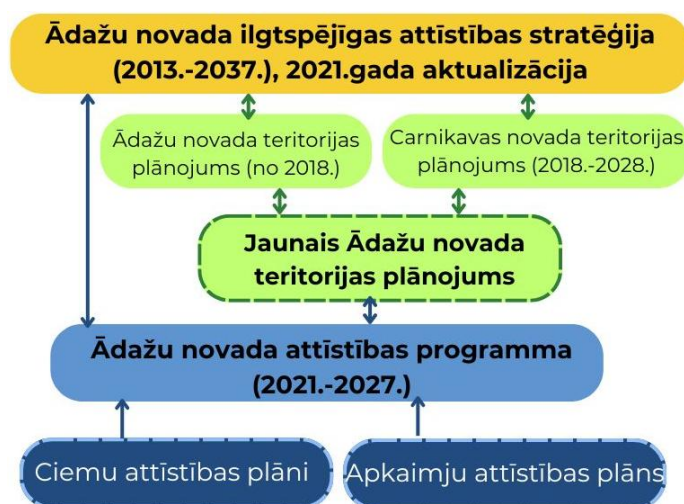 Ādažu novada ilgtspējīgas attīstības stratēģija
(2013.-2037.), 2021.gada aktualizācija
Ādažu novada teritorijas
plānojums (no 2018.)
Carnikavas novada teritorijas
plānojums (2018.-2028.)
Jaunais Ādažu novada
teritorijas plānojums
Ādažu novada attīstības programma
(2021.-2027.)
Ciemu attīstības plāni
Apkaimju attīstības plāns